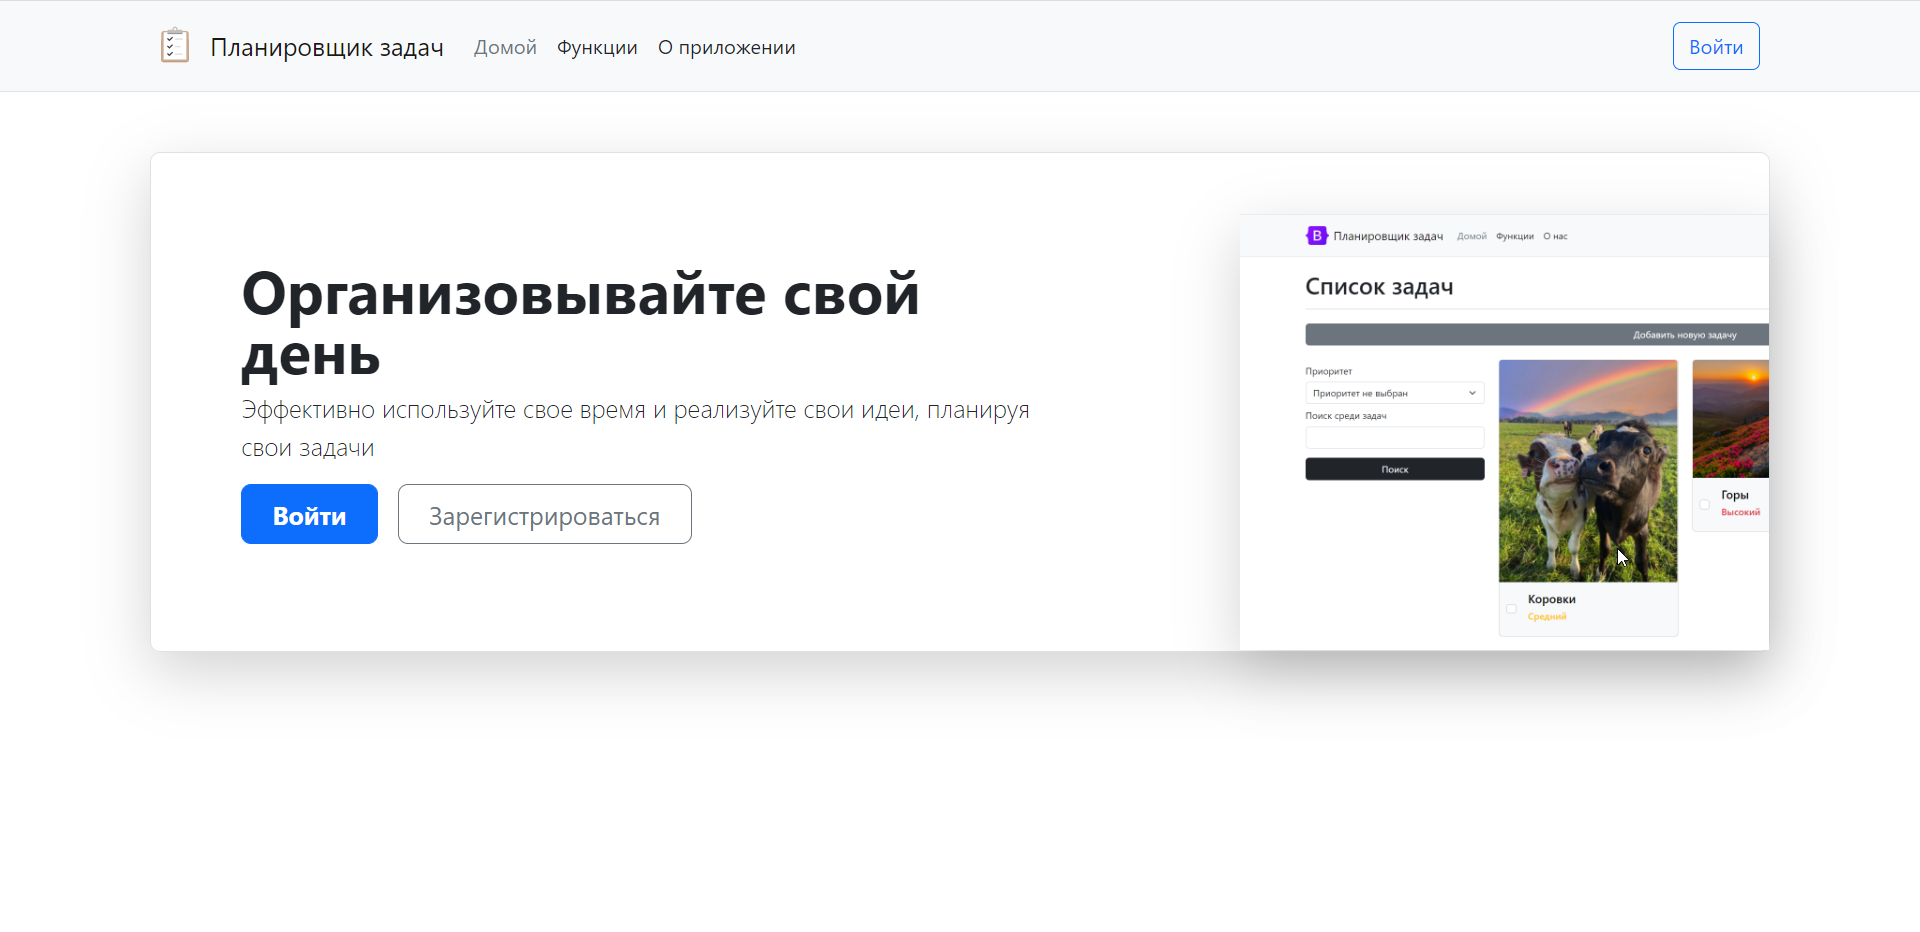 Планировщик задач Домой Функции О приложении Войти
Организовывайте свой
день
Эффективно используйте свое время и реализуйте свои идеи, планируя
свои задачи
Войти Зарегистрироваться
B Планировщик задач Домой Функции О нас
Список задач
Добавить новую задачу
Приоритет
Приоритет не выбран
Поиск среди задач
Поиск
Коровки
Средний
Горы
Высокий